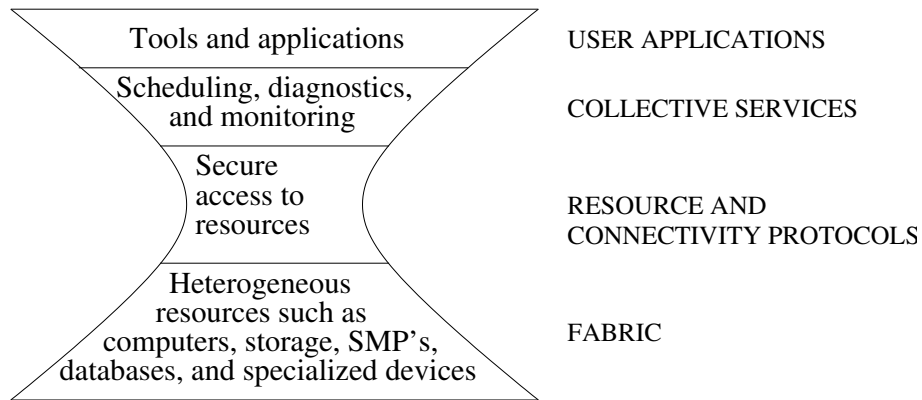 Tools and applications
USER APPLICATIONS
Scheduling, diagnostics,
and monitoring
COLLECTIVE SERVICES
Secure
access to
resources
RESOURCE AND
CONNECTIVITY PROTOCOLS
Heterogeneous
resources such as
computers, storage, SMP's,
databases, and specialized devices
FABRIC